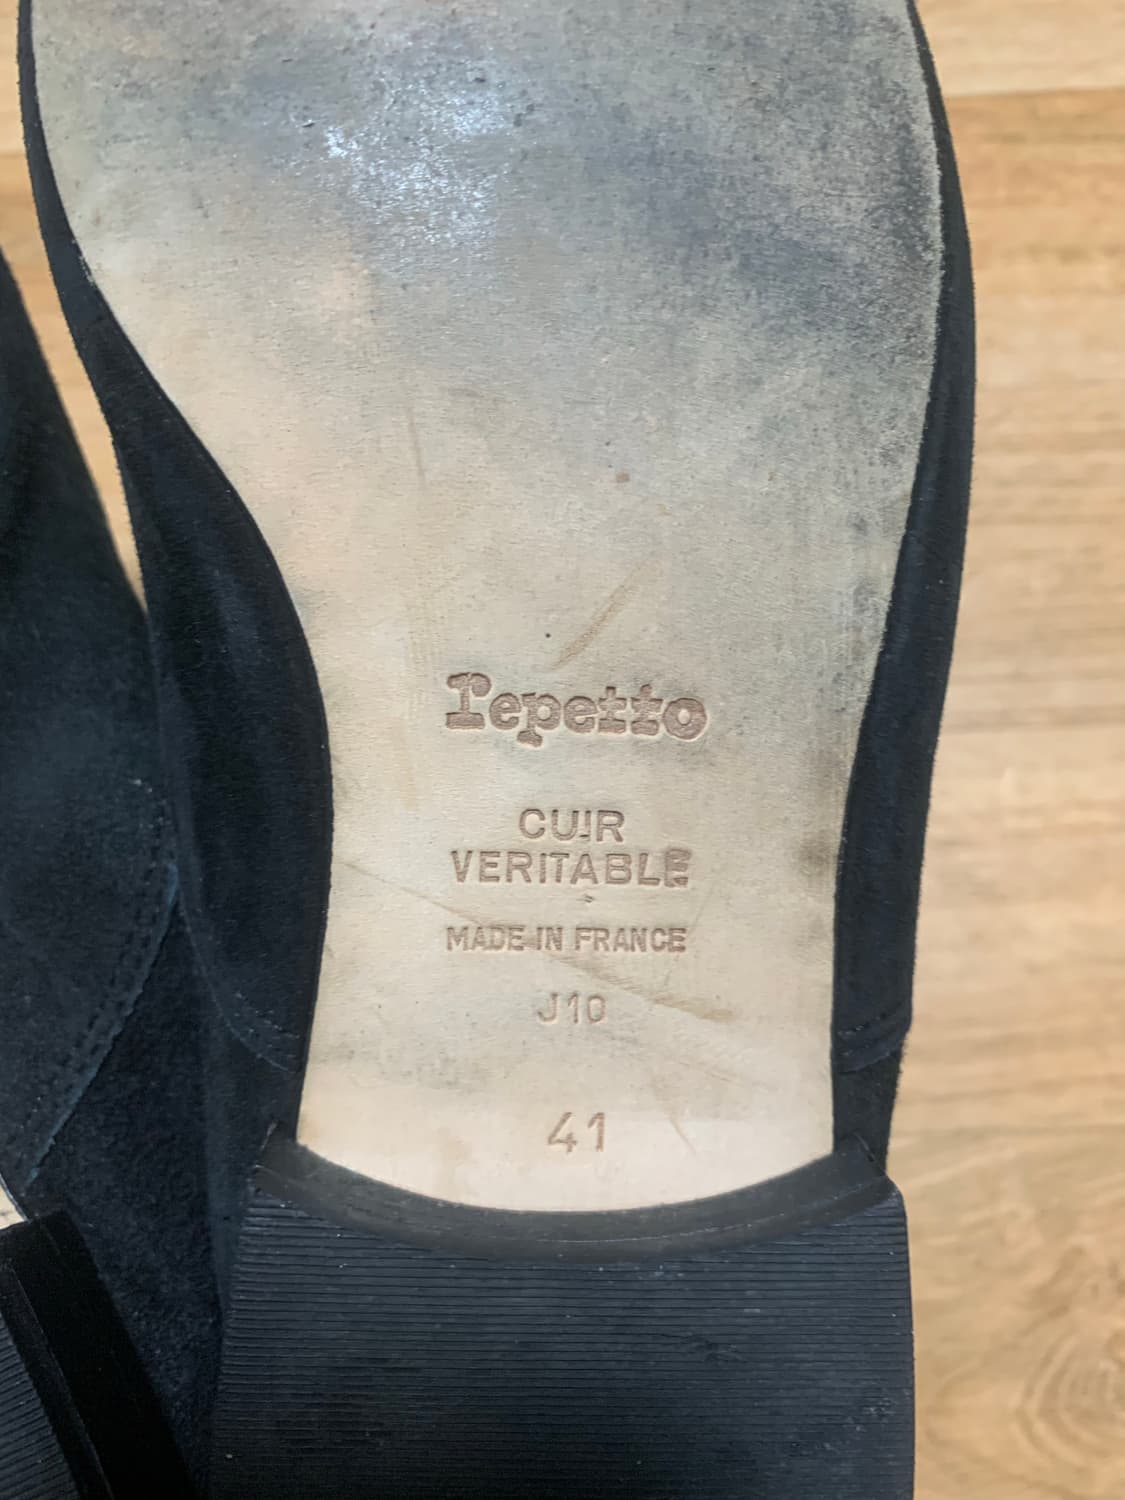 repetto
CUIR
VERITABLE
MADE IN FRANCE
J10
41